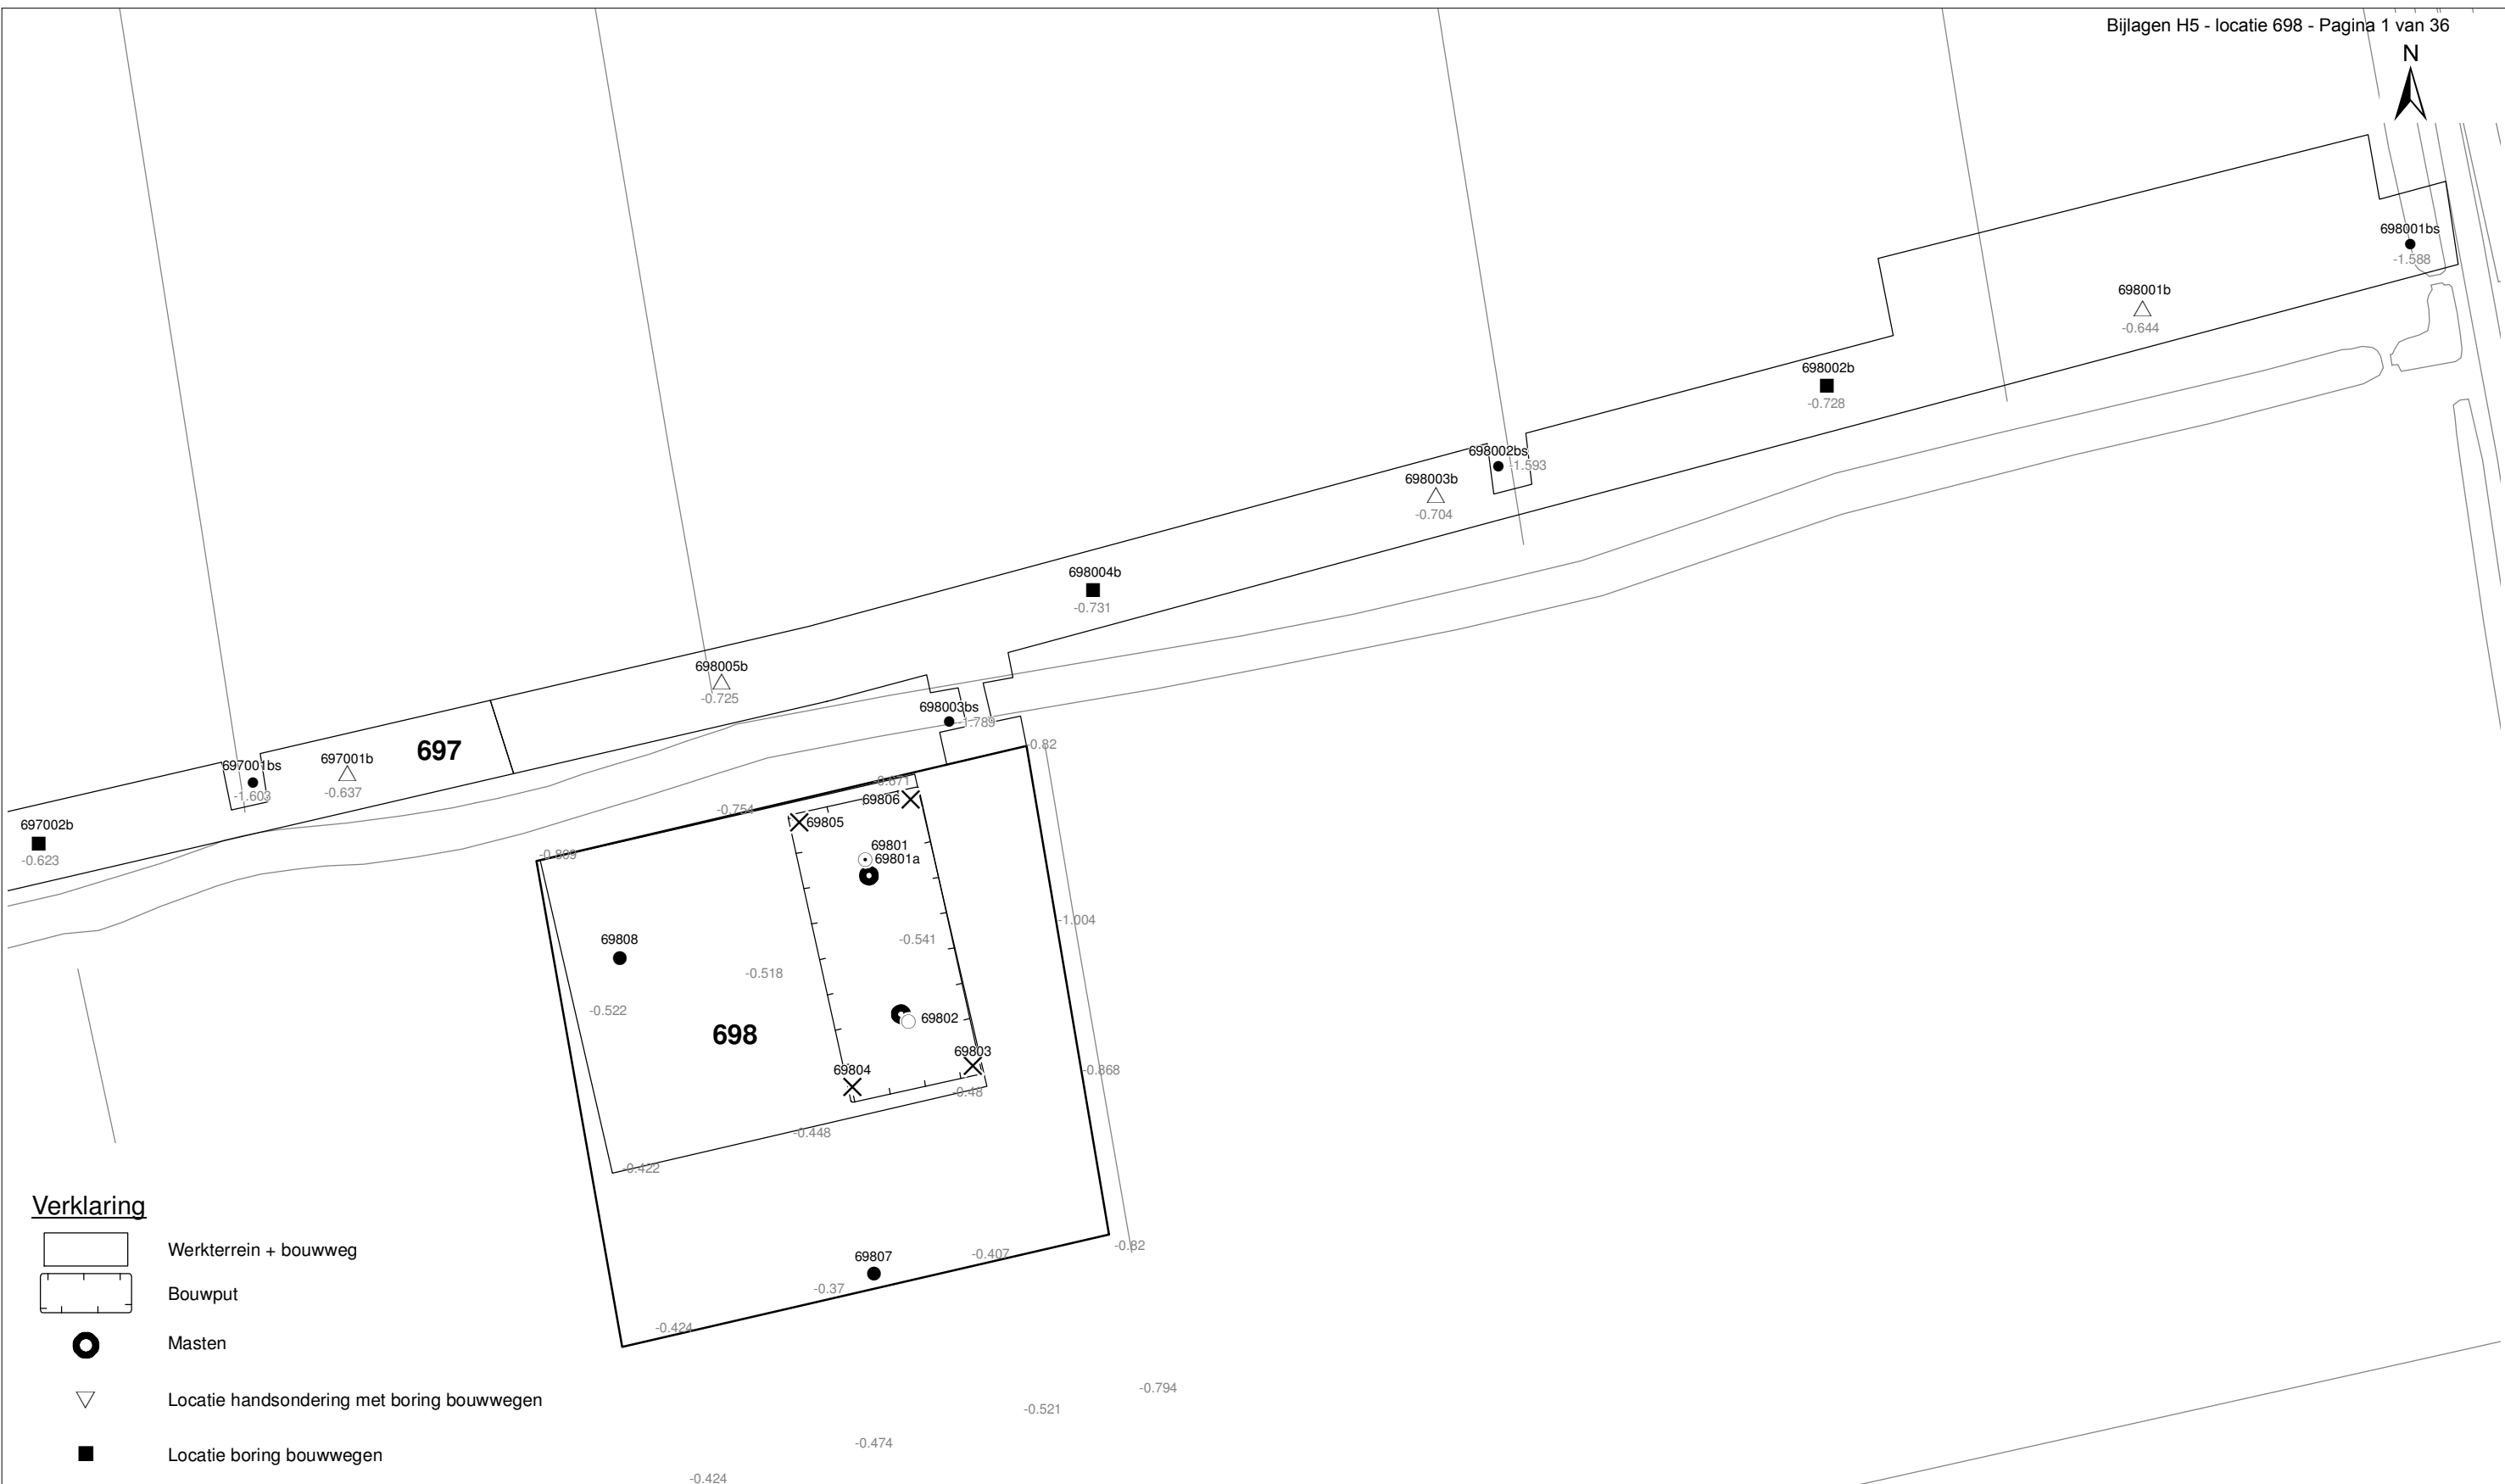 Bijlagen H5 - locatie 698 - Pagina 1 van 36
N
698001bs
-1.588
698001b
-0.644
698002b
-0.728
698002bs
-1.593
698003b
-0.704
698004b
-0.731
698005b
-0.725
698003bs
-1.789
697
697001bs
-1.603
697001b
-0.637
697002b
-0.623
-0.82
-0.671
69806
-0.754
69805
-0.809
69801
69801a
-1.004
69808
-0.541
-0.518
-0.522
69802
698
69803
69804
-0.868
-0.48
-0.448
-0.422
-0.82
-0.407
69807
-0.37
-0.424
-0.794
-0.521
-0.474
-0.424
Verklaring
Werkterrein + bouwweg
Bouwput
Masten
Locatie handsondering met boring bouwwegen
Locatie boring bouwwegen